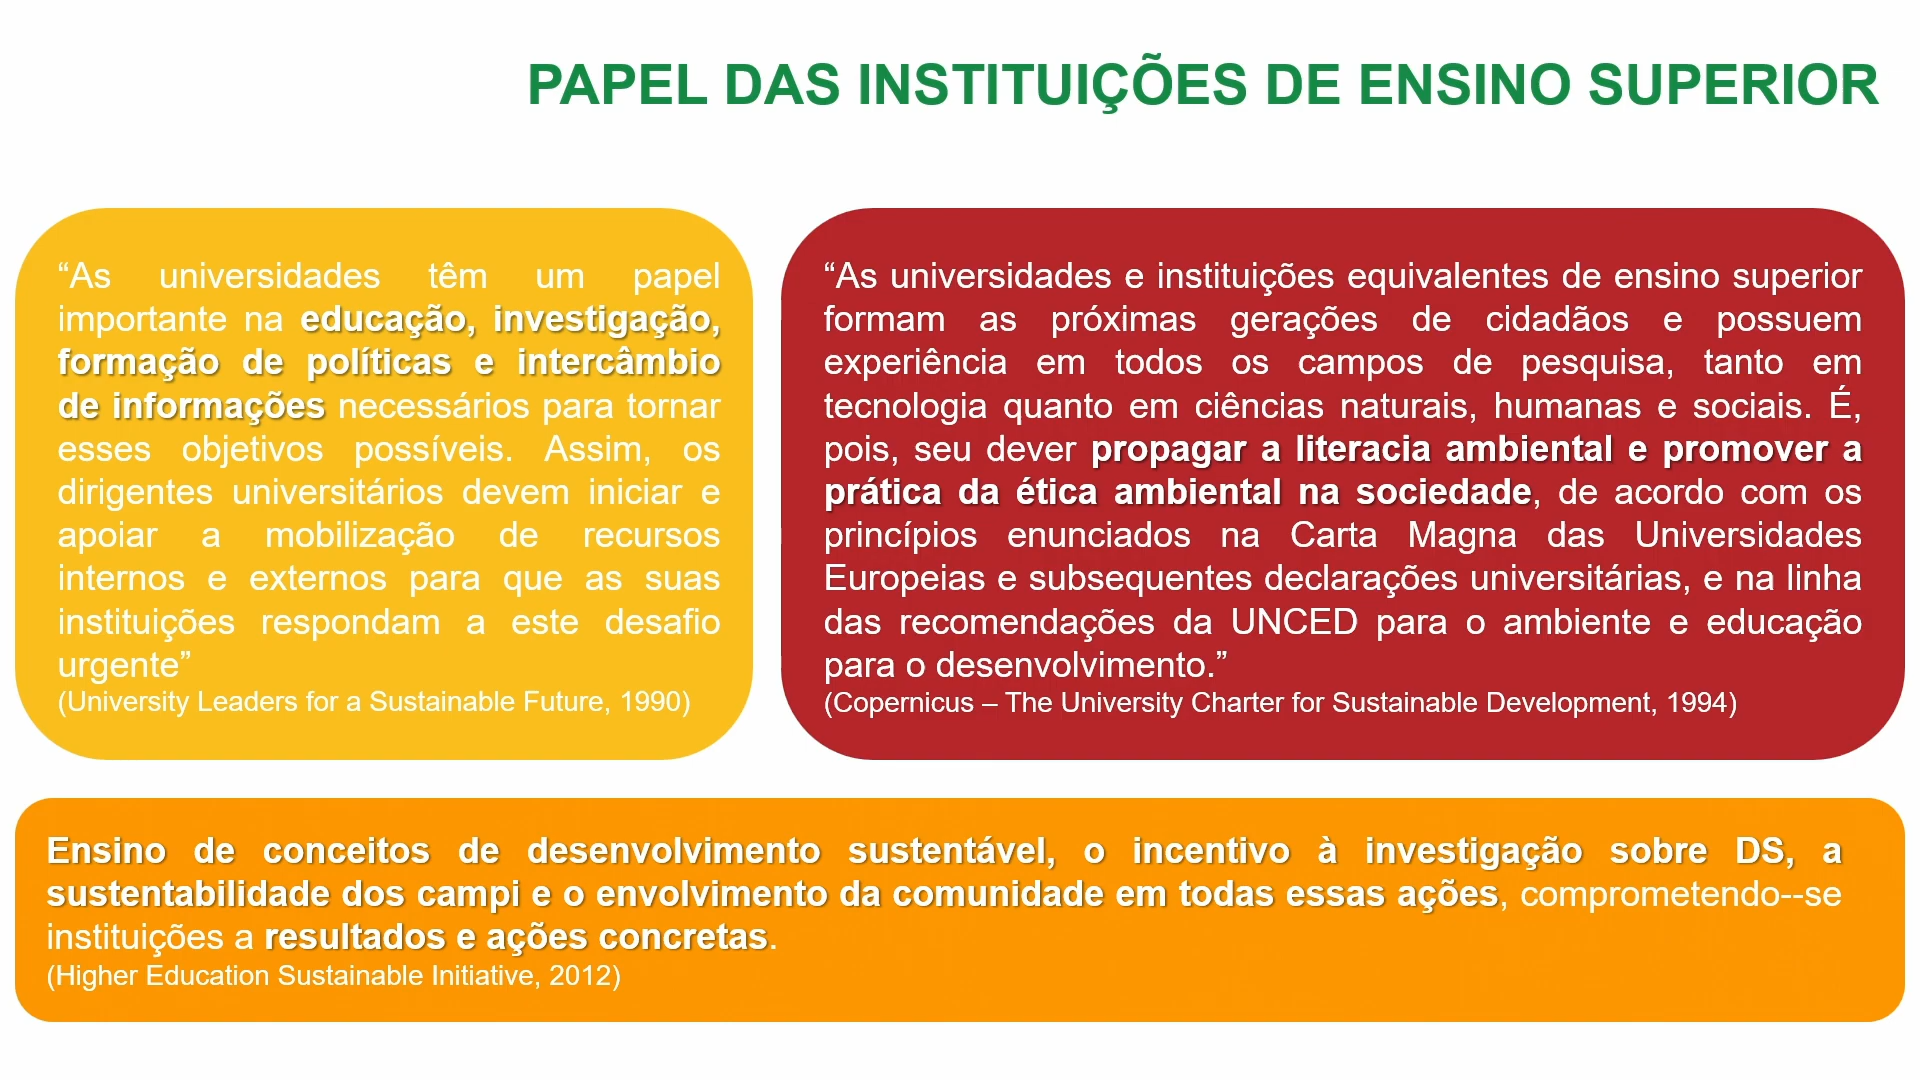 PAPEL DAS INSTITUIÇÕES DE ENSINO SUPERIOR
“As universidades têm um papel
importante na educação, investigação,
formação de políticas e intercâmbio
de informações necessários para tornar
esses objetivos possíveis. Assim, os
dirigentes universitários devem iniciar e
apoiar a mobilização de recursos
internos e externos para que as suas
instituições respondam a este desafio
urgente”
(University Leaders for a Sustainable Future, 1990)
“As universidades e instituições equivalentes de ensino superior
formam as próximas gerações de cidadãos e possuem
experiência em todos os campos de pesquisa, tanto em
tecnologia quanto em ciências naturais, humanas e sociais. É,
pois, seu dever propagar a literacia ambiental e promover a
prática da ética ambiental na sociedade, de acordo com os
princípios enunciados na Carta Magna das Universidades
Europeias e subsequentes declarações universitárias, e na linha
das recomendações da UNCED para o ambiente e educação
para o desenvolvimento.”
(Copernicus – The University Charter for Sustainable Development, 1994)
Ensino de conceitos de desenvolvimento sustentável, o incentivo à investigação sobre DS, a
sustentabilidade dos campi e o envolvimento da comunidade em todas essas ações, comprometendo--se
instituições a resultados e ações concretas.
(Higher Education Sustainable Initiative, 2012)